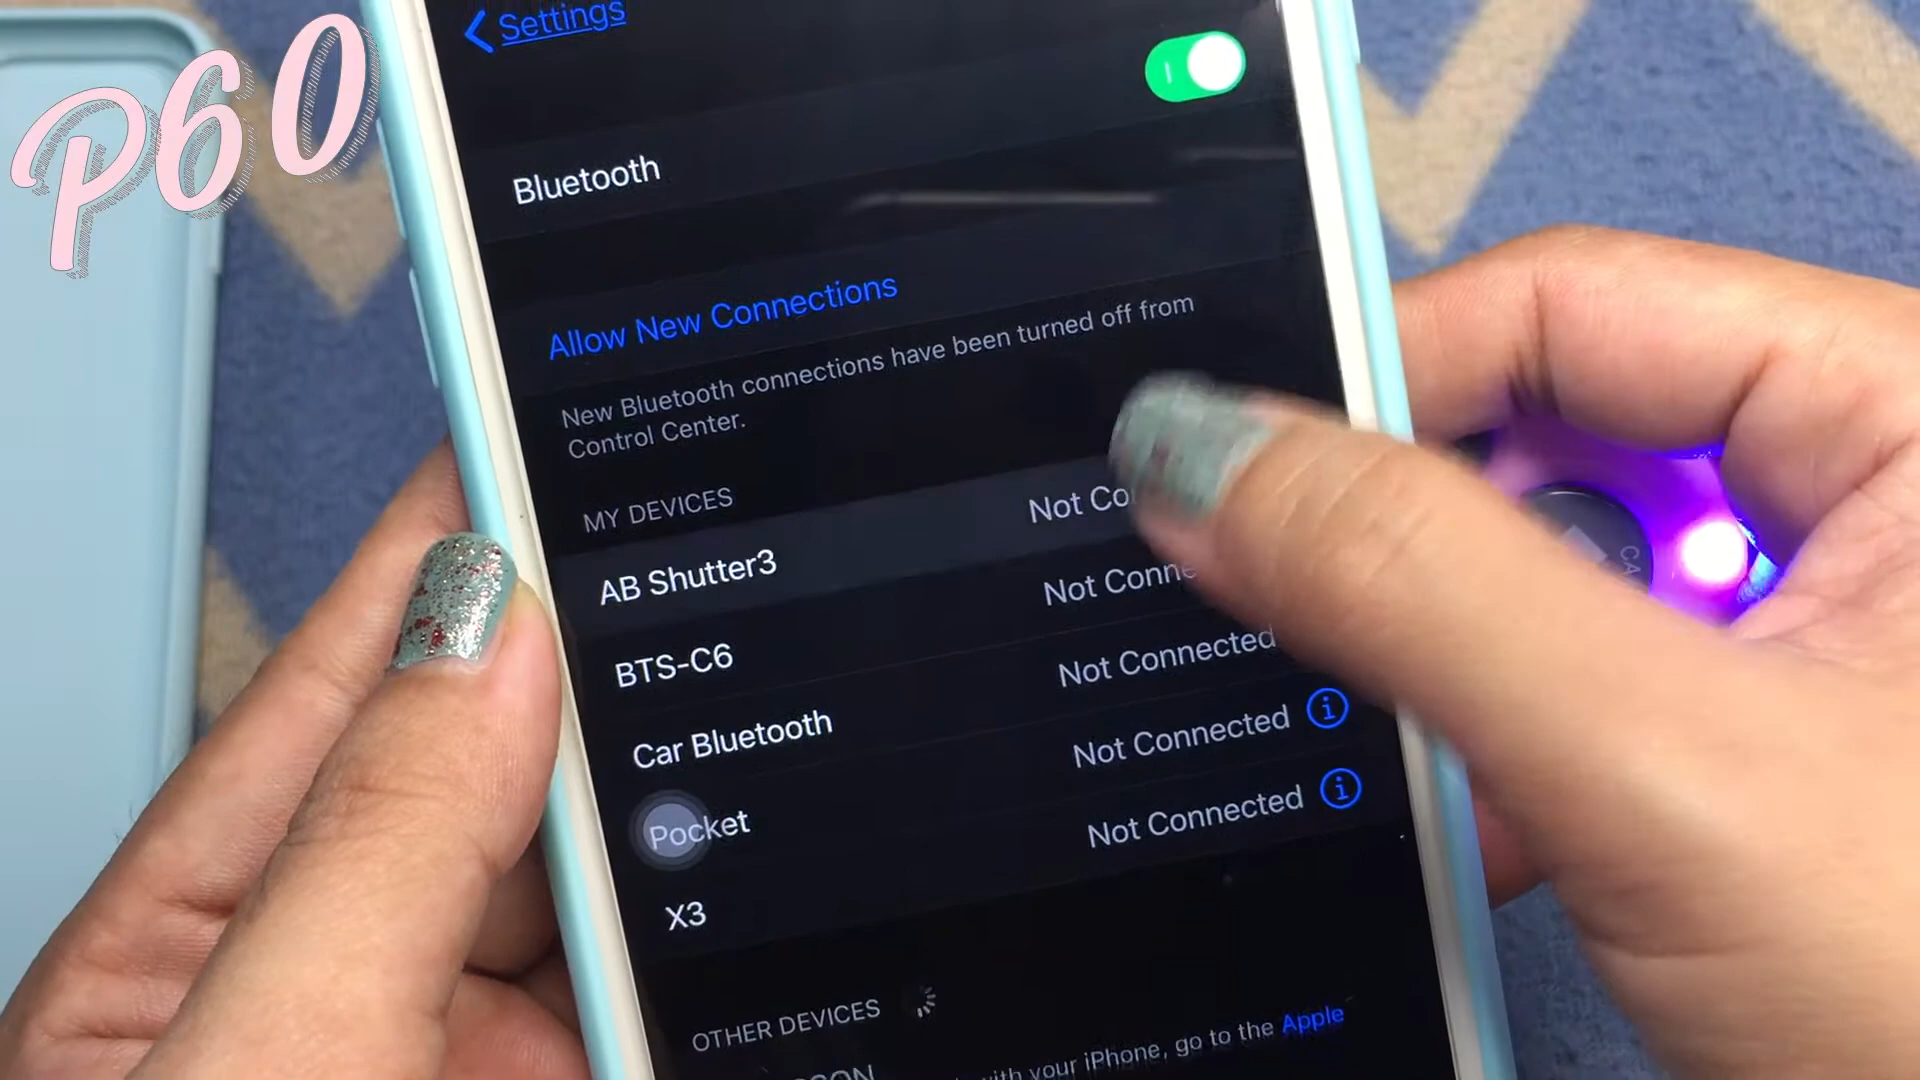 P60
Settings
Bluetooth
Allow New Connections
New Bluetooth connections have been turned off from
Control Center.
MY DEVICES
AB Shutter3 Not Co
BTS-C6 Not Conne
Car Bluetooth Not Connected
Pocket Not Connected
X3 Not Connected
OTHER DEVICES
with your iPhone, go to the Apple
CA